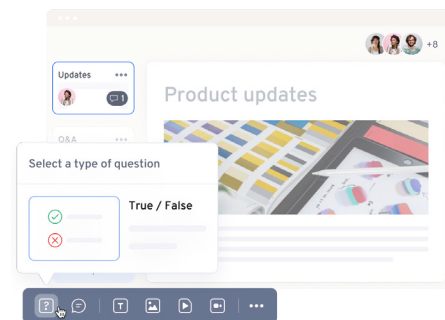 +8
Updates
1
Product updates
Q&A
Select a type of question
True / False
?
T